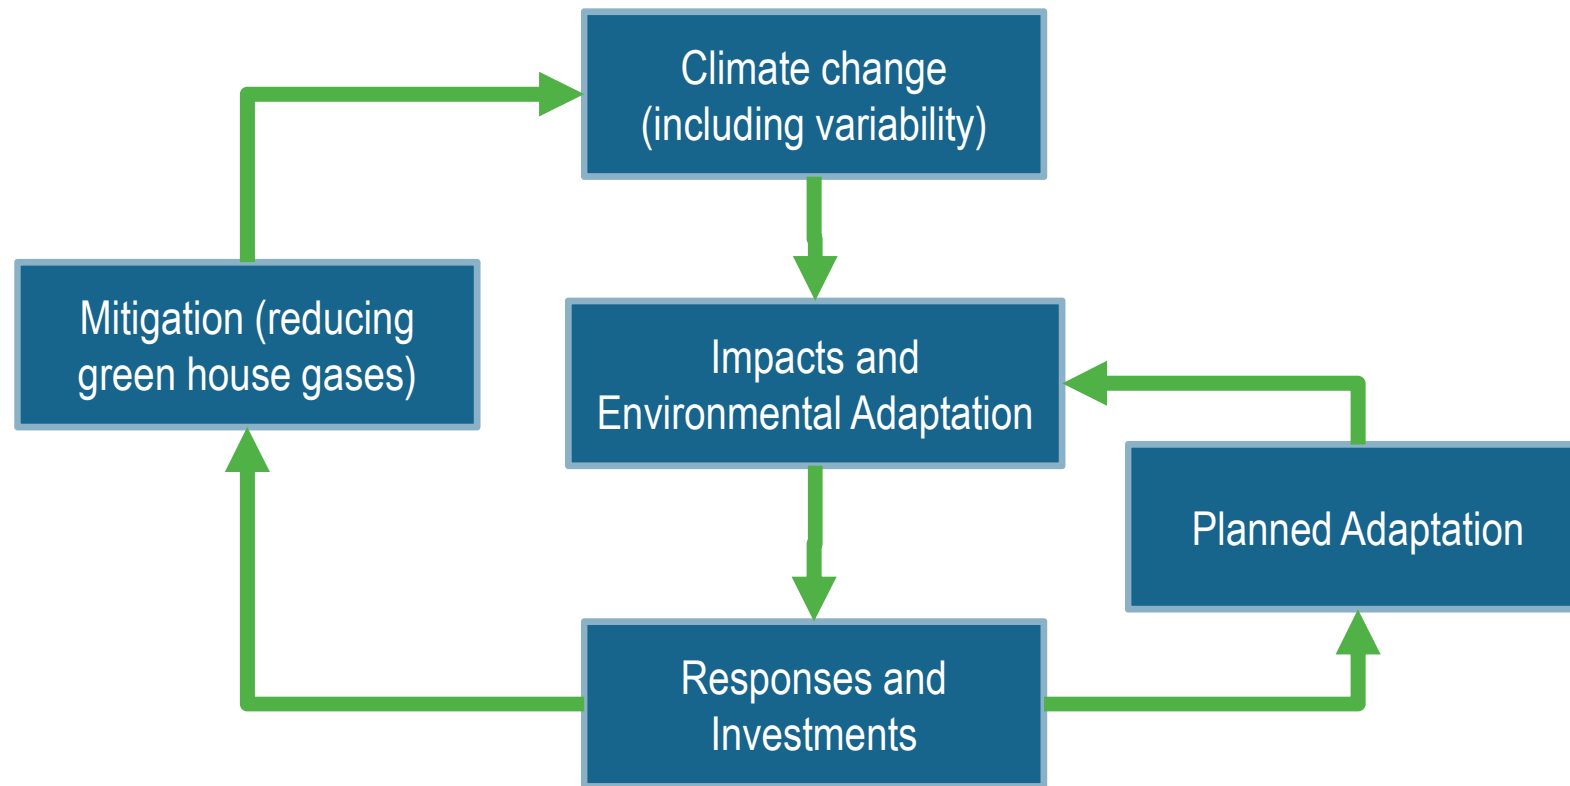 Climate change
(including variability)
Mitigation (reducing
green house gases)
Impacts and
Environmental Adaptation
Planned Adaptation
Responses and
Investments